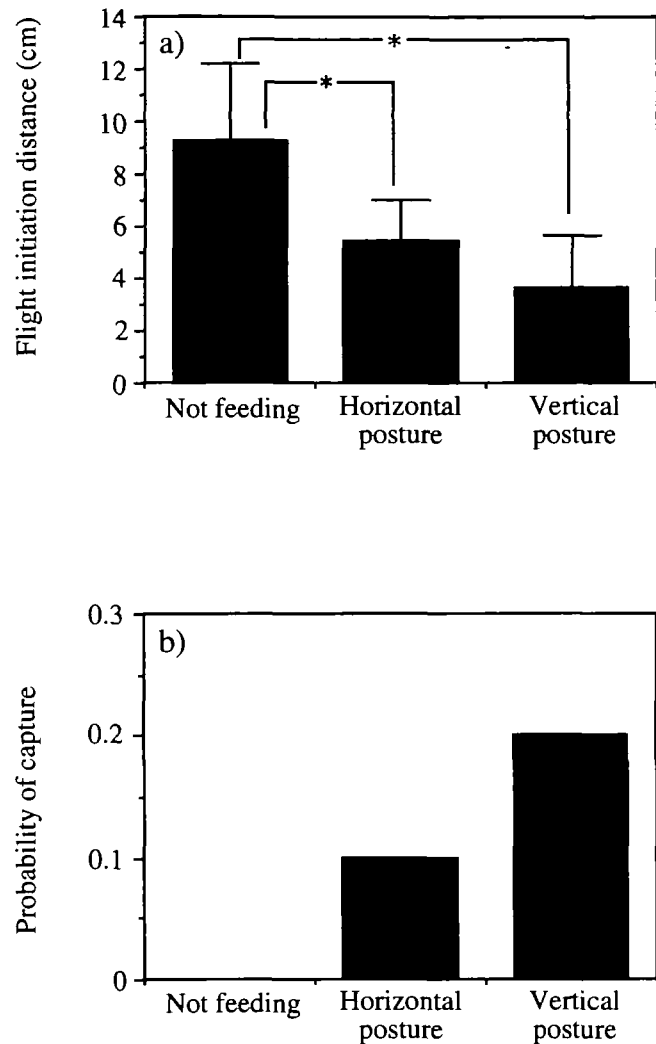 a)
Flight initiation distance (cm)
14
12
10
8
6
4
2
0
*
*
Not feeding
Horizontal
posture
Vertical
posture
b)
Probability of capture
0.3
0.2
0.1
0
Not feeding
Horizontal
posture
Vertical
posture